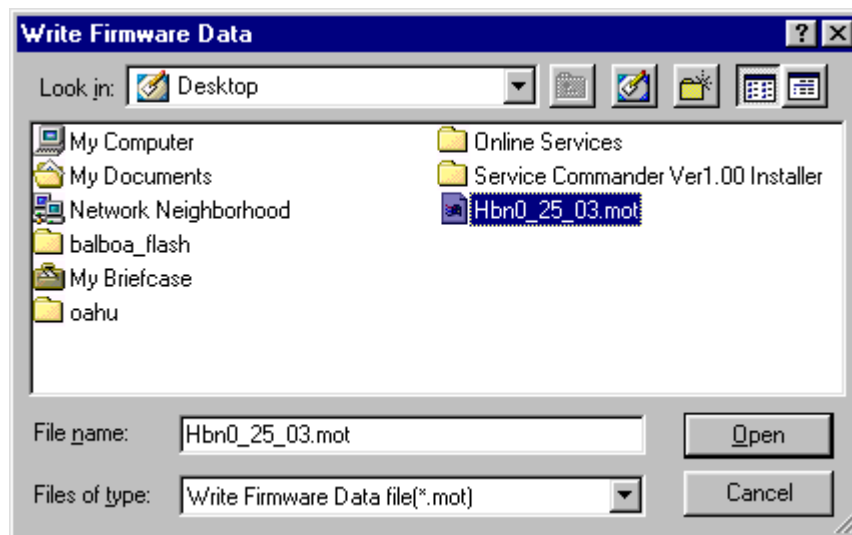 Write Firmware Data
Look in: Desktop
My Computer
My Documents
Network Neighborhood
balboa_flash
My Briefcase
oahu
Online Services
Service Commander Ver1.00 Installer
Hbn0_25_03.mot
File name: Hbn0_25_03.mot Open
Files of type: Write Firmware Data file(*.mot) Cancel